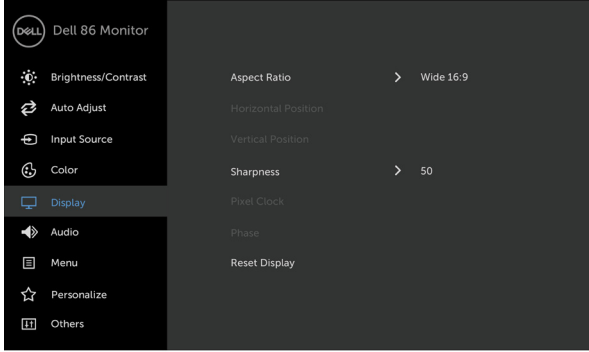 DELL Dell 86 Monitor
Brightness/Contrast
Aspect Ratio Wide 16:9
Auto Adjust
Horizontal Position
Input Source
Vertical Position
Color
Sharpness 50
Display
Pixel Clock
Audio
Phase
Menu
Reset Display
Personalize
Others